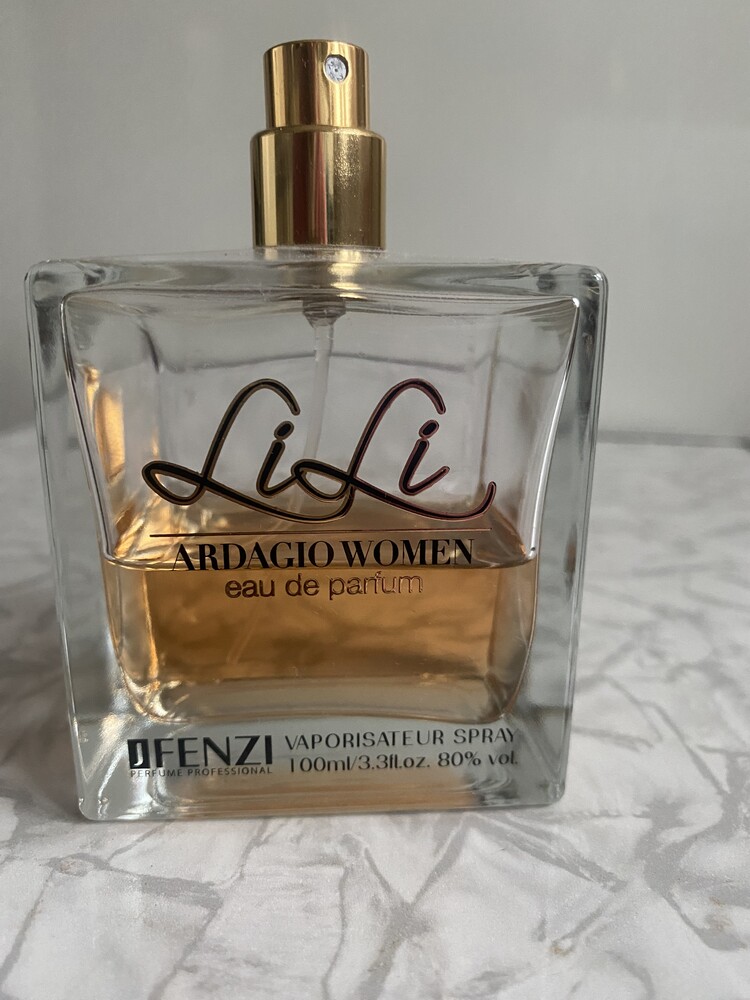 LiLi
ARDAGIO WOMEN
eau de parfum
JFENZI
PERFUME PROFESSIONAL
VAPORISATEUR SPRAY
100ml/3.3fl.oz. 80% vol.